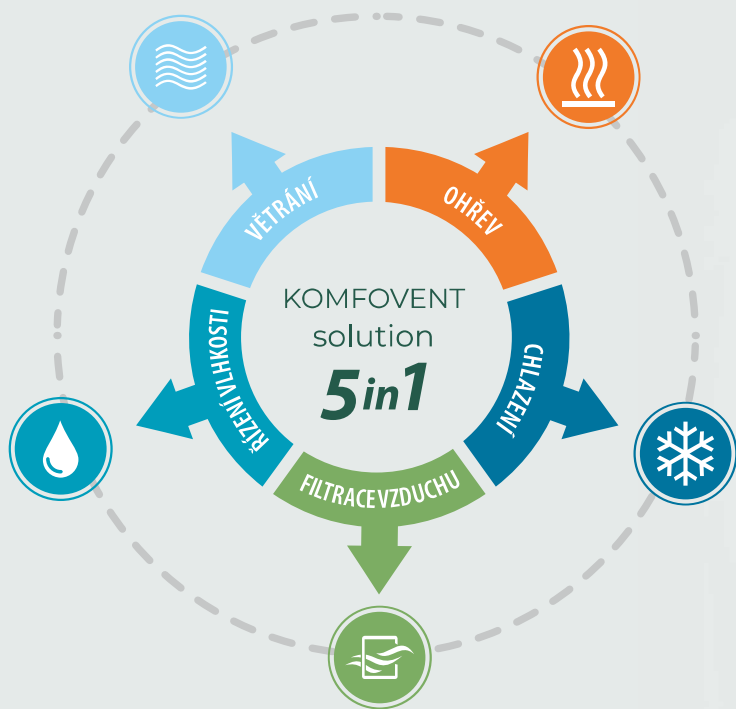 VĚTRÁNÍ
OHŘEV
KOMFOVENT
solution
5in1
ŘÍZENÍ VLHKOSTI
CHLAZENÍ
FILTRACE VZDUCHU